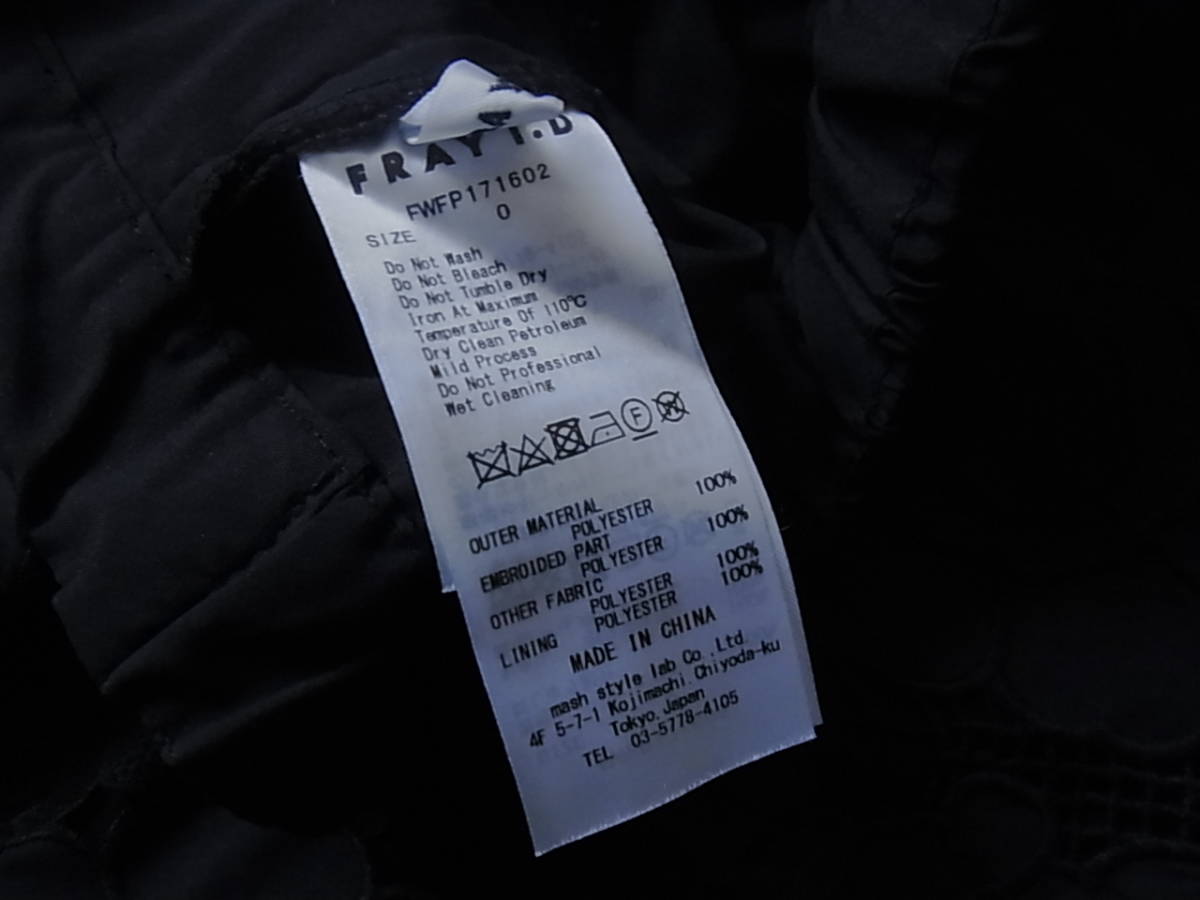 FRAY I.D
FWFP171602
SIZE 0
Do Not Wash
Do Not Bleach
Do Not Tumble Dry
Iron At Maximum
Temperature Of 110℃
Dry Clean Petroleum
Mild Process
Do Not Professional
Wet Cleaning
F W
OUTER MATERIAL
POLYESTER 100%
EMBROIDED PART
POLYESTER 100%
OTHER FABRIC
POLYESTER 100%
LINING POLYESTER 100%
MADE IN CHINA
mash style lab Co.,Ltd.
4F 5-7-1 Kojimachi.Chiyoda-ku
Tokyo.Japan
TEL 03-5778-4105